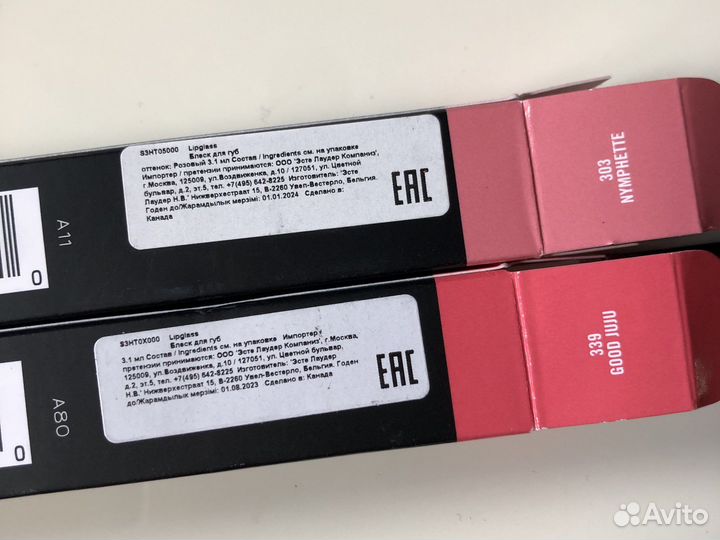 S3HT05000 Lipglass
Блеск для губ
оттенок: Розовый 3.1 мл Состав / Ingredients см. на упаковке
Импортер / претензии принимаются: ООО "Эсте Лаудер Компаниз",
г.Москва, 125009, ул.Воздвиженка, д.10 / 127051, ул. Цветной
бульвар, д.2, эт.5, тел. +7(495) 642-8225 Изготовитель: "Эсте
Лаудер Н.В." Нижверхестраат 15, B-2260 Увел-Вестерло, Бельгия.
Годен до/Жарамдылық мерзімі: 01.01.2024 Сделано в:
Канада
EAC
A11
0
303
NYMPHETTE
S3HT0X000 Lipglass
Блеск для губ
3.1 мл Состав / Ingredients см. на упаковке Импортер /
претензии принимаются: ООО "Эсте Лаудер Компаниз", г.Москва,
125009, ул.Воздвиженка, д.10 / 127051, ул. Цветной бульвар,
д.2, эт.5, тел. +7(495) 642-8225 Изготовитель: "Эсте Лаудер
Н.В." Нижверхестраат 15, B-2260 Увел-Вестерло, Бельгия. Годен
до/Жарамдылық мерзімі: 01.08.2023 Сделано в: Канада
EAC
A80
0
339
GOOD JUJU
Avito